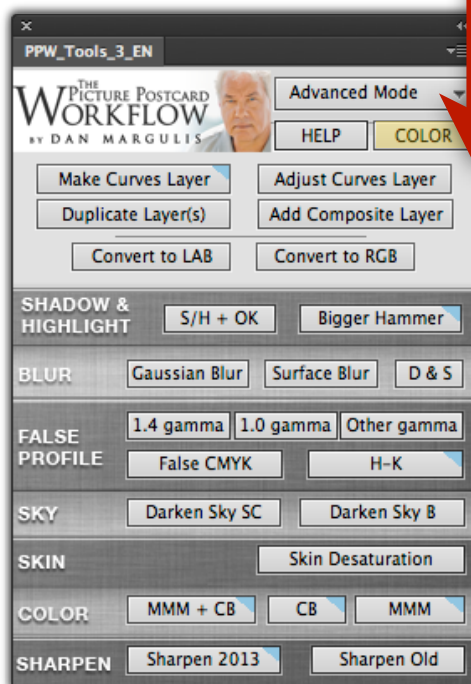 PPW_Tools_3_EN
THE
PICTURE POSTCARD
WORKFLOW
BY DAN MARGULIS
Advanced Mode
HELP COLOR
Make Curves Layer Adjust Curves Layer
Duplicate Layer(s) Add Composite Layer
Convert to LAB Convert to RGB
SHADOW &
HIGHLIGHT
S/H + OK Bigger Hammer
BLUR Gaussian Blur Surface Blur D & S
FALSE
PROFILE
1.4 gamma 1.0 gamma Other gamma
False CMYK H-K
SKY Darken Sky SC Darken Sky B
SKIN Skin Desaturation
COLOR MMM + CB CB MMM
SHARPEN Sharpen 2013 Sharpen Old